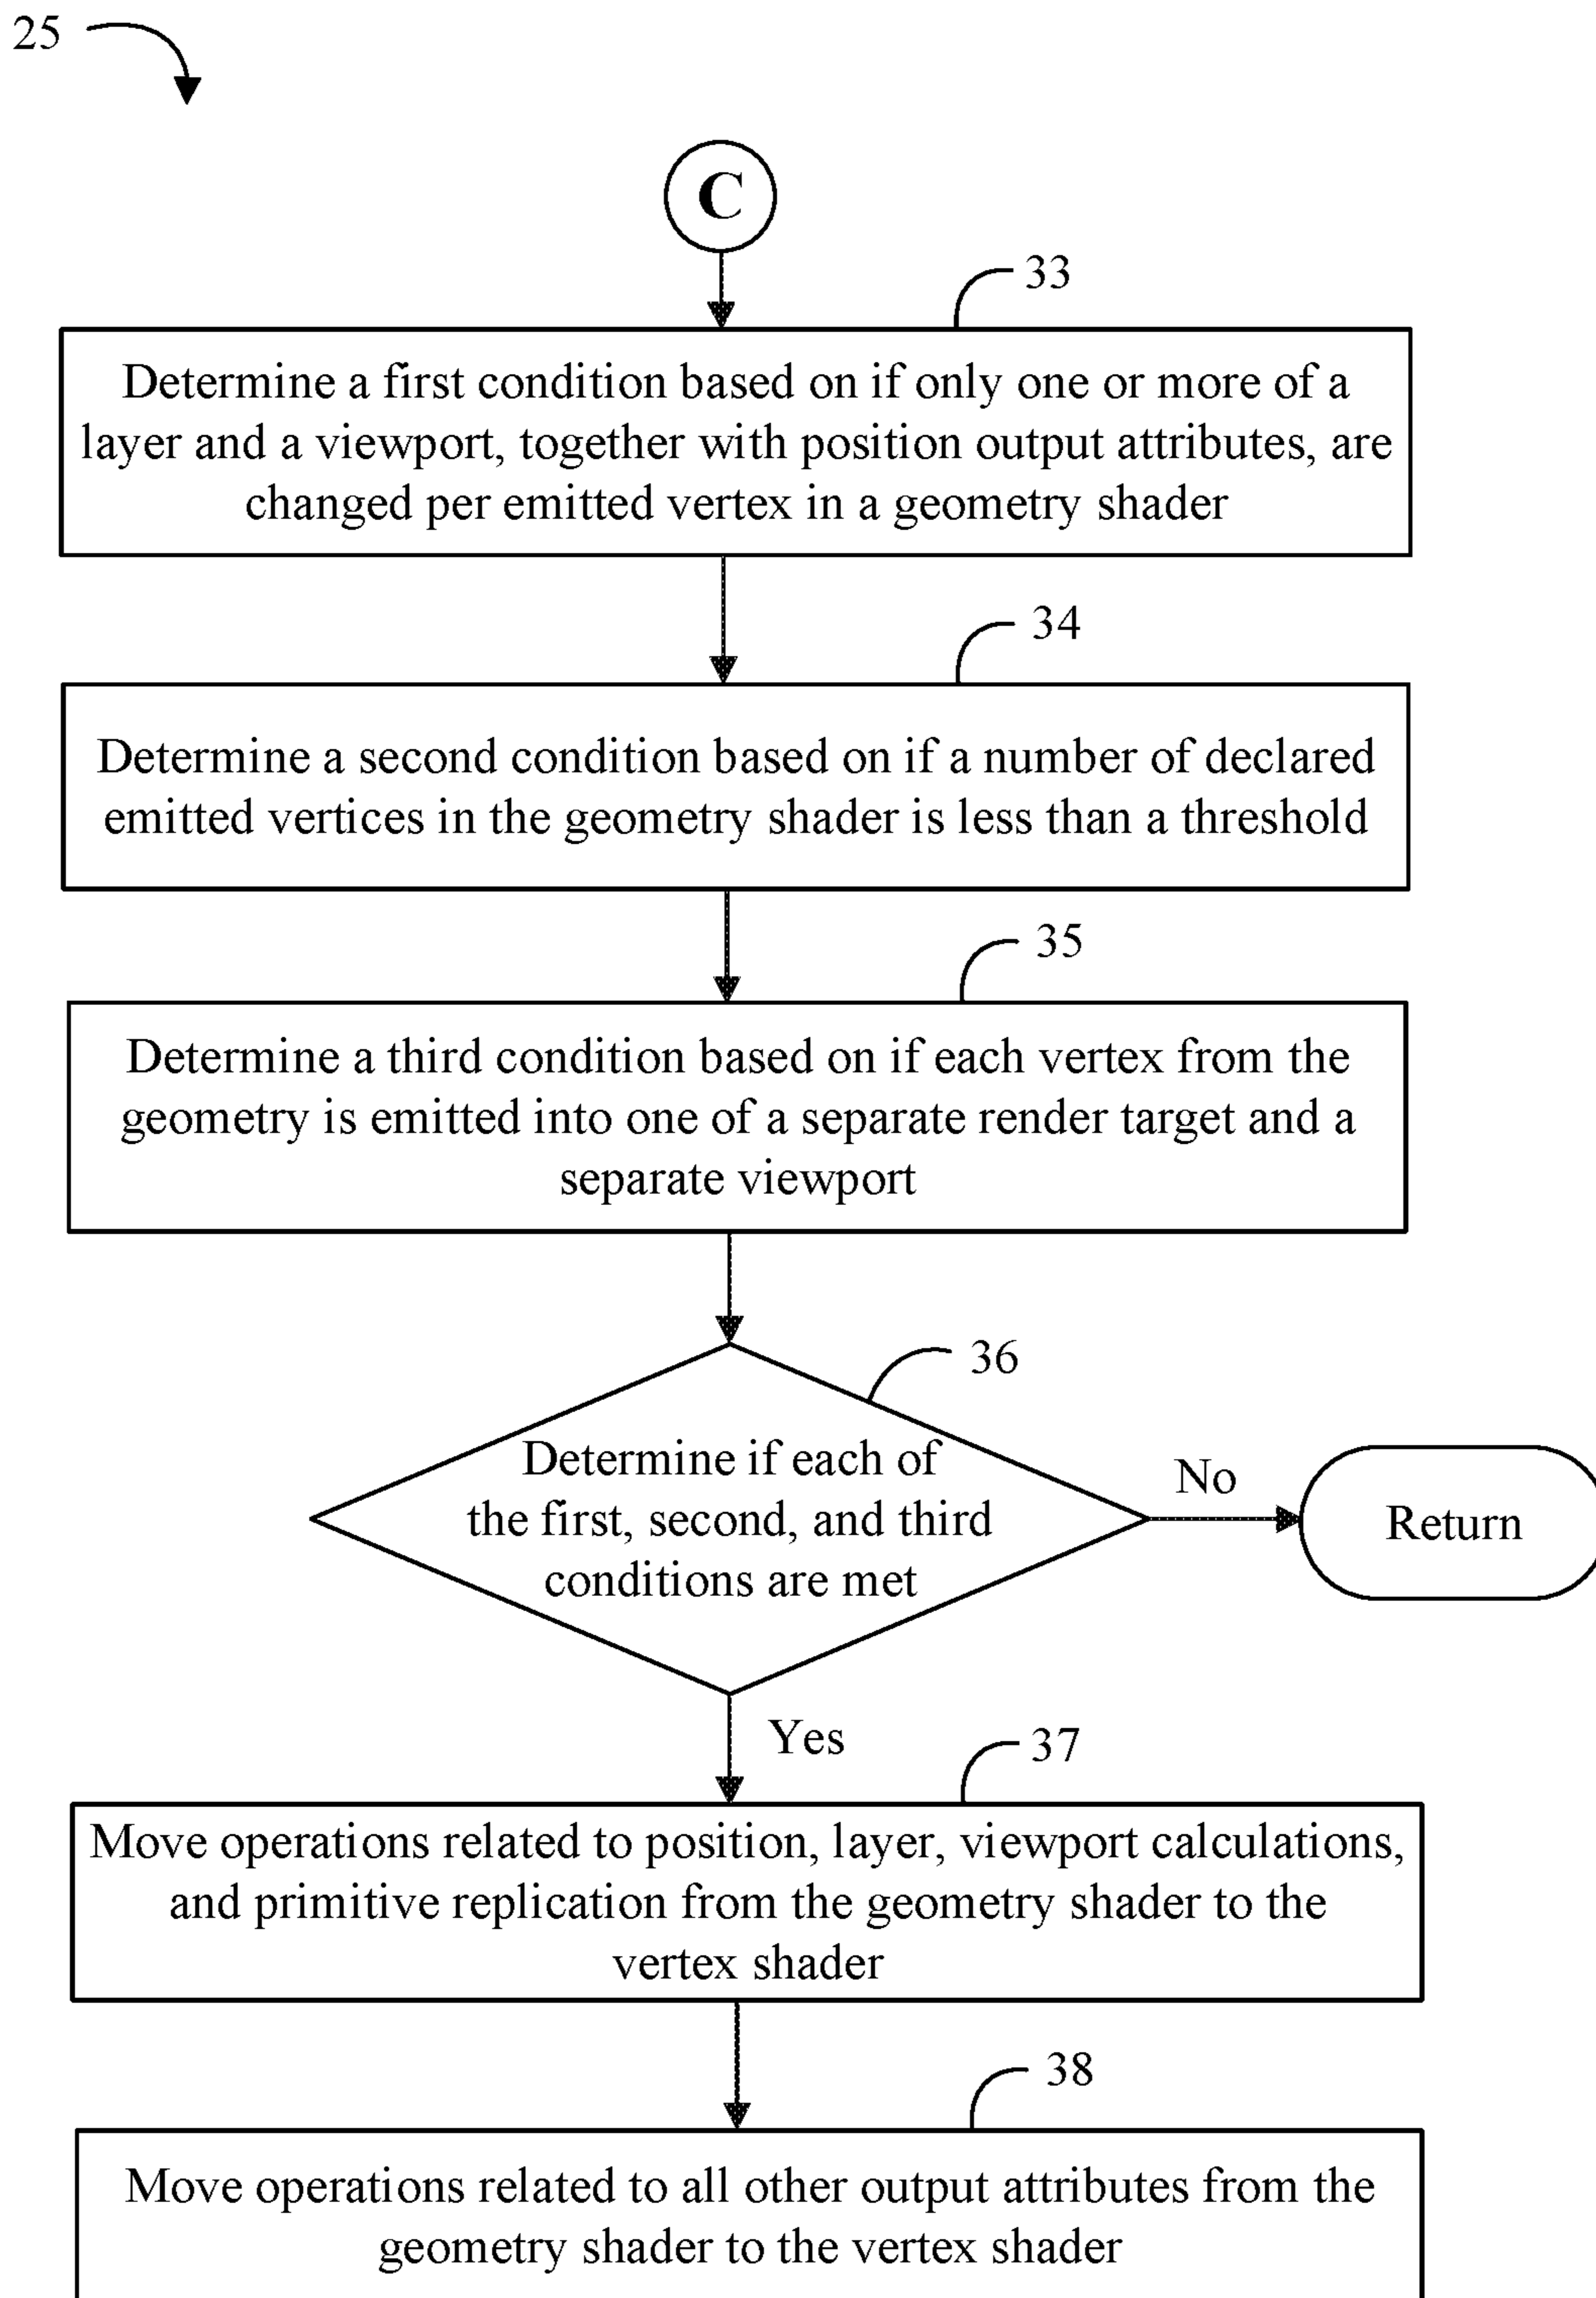 25
C
33
Determine a first condition based on if only one or more of a
layer and a viewport, together with position output attributes, are
changed per emitted vertex in a geometry shader
34
Determine a second condition based on if a number of declared
emitted vertices in the geometry shader is less than a threshold
35
Determine a third condition based on if each vertex from the
geometry is emitted into one of a separate render target and a
separate viewport
36
Determine if each of
the first, second, and third
conditions are met
No
Return
Yes
37
Move operations related to position, layer, viewport calculations,
and primitive replication from the geometry shader to the
vertex shader
38
Move operations related to all other output attributes from the
geometry shader to the vertex shader